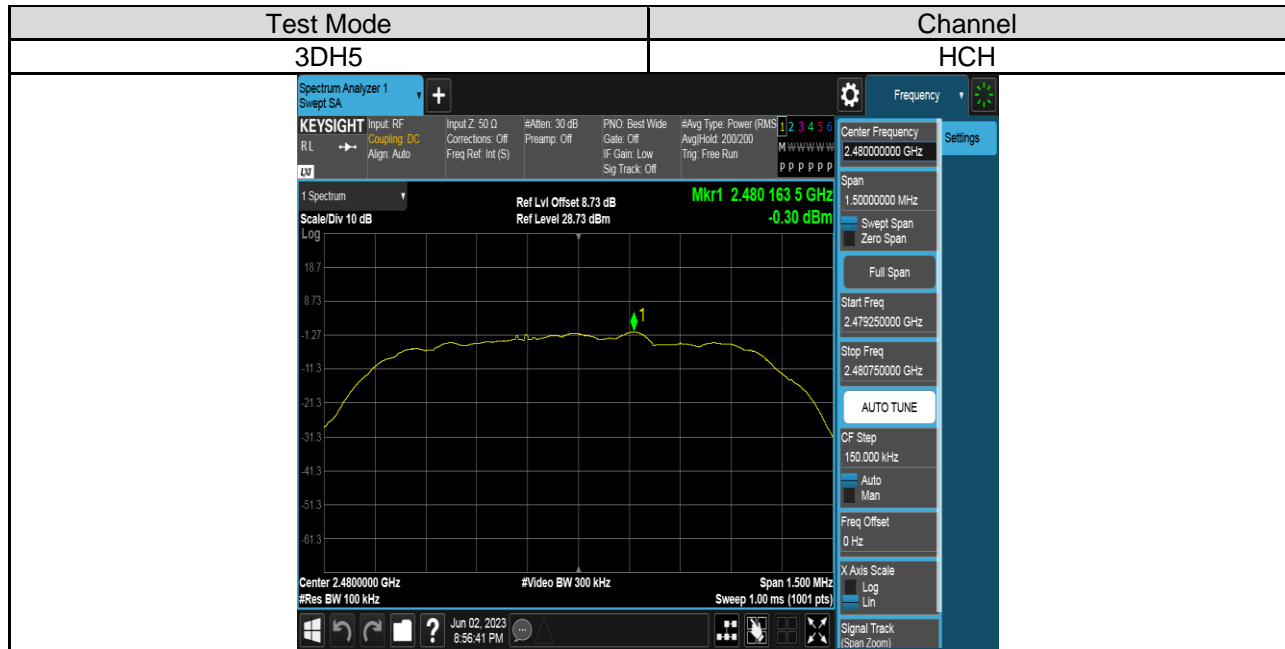 Test Mode
Channel
3DH5
HCH
Spectrum Analyzer 1
Swept SA
Frequency
KEYSIGHT
RL
LXI
Input: RF
Coupling: DC
Align: Auto
Input Z: 50 Ω
Corrections: Off
Freq Ref: Int (S)
#Atten: 30 dB
Preamp: Off
PNO: Best Wide
Gate: Off
IF Gain: Low
Sig Track: Off
#Avg Type: Power (RMS
Avg|Hold: 200/200
Trig: Free Run
1 2 3 4 5 6
M W W W W W
P P P P P P
1 Spectrum
Scale/Div 10 dB
Ref Lvl Offset 8.73 dB
Ref Level 28.73 dBm
Mkr1 2.480 163 5 GHz
-0.30 dBm
Log
18.7
8.73
-1.27
-11.3
-21.3
-31.3
-41.3
-51.3
-61.3
1
Center 2.4800000 GHz
#Res BW 100 kHz
#Video BW 300 kHz
Span 1.500 MHz
Sweep 1.00 ms (1001 pts)
?
Jun 02, 2023
8:56:41 PM
Settings
Center Frequency
2.480000000 GHz
Span
1.50000000 MHz
Swept Span
Zero Span
Full Span
Start Freq
2.479250000 GHz
Stop Freq
2.480750000 GHz
AUTO TUNE
CF Step
150.000 kHz
Auto
Man
Freq Offset
0 Hz
X Axis Scale
Log
Lin
Signal Track
(Span Zoom)